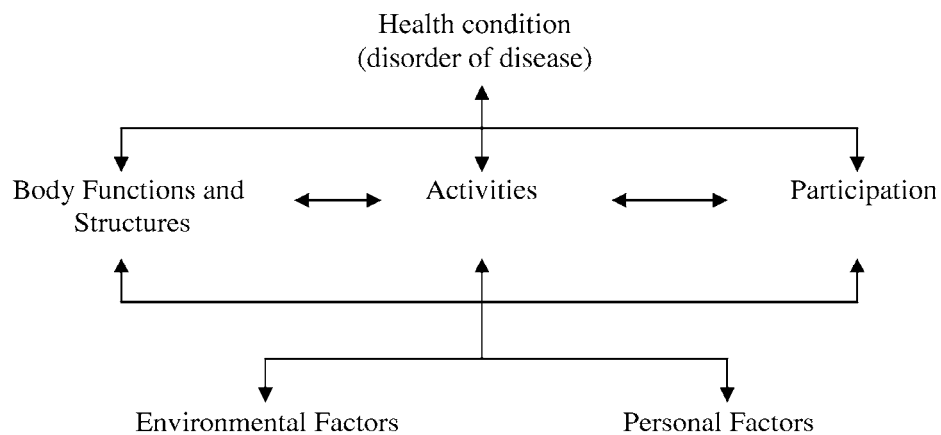 Health condition
(disorder of disease)
Body Functions and
Structures
Activities
Participation
Environmental Factors
Personal Factors